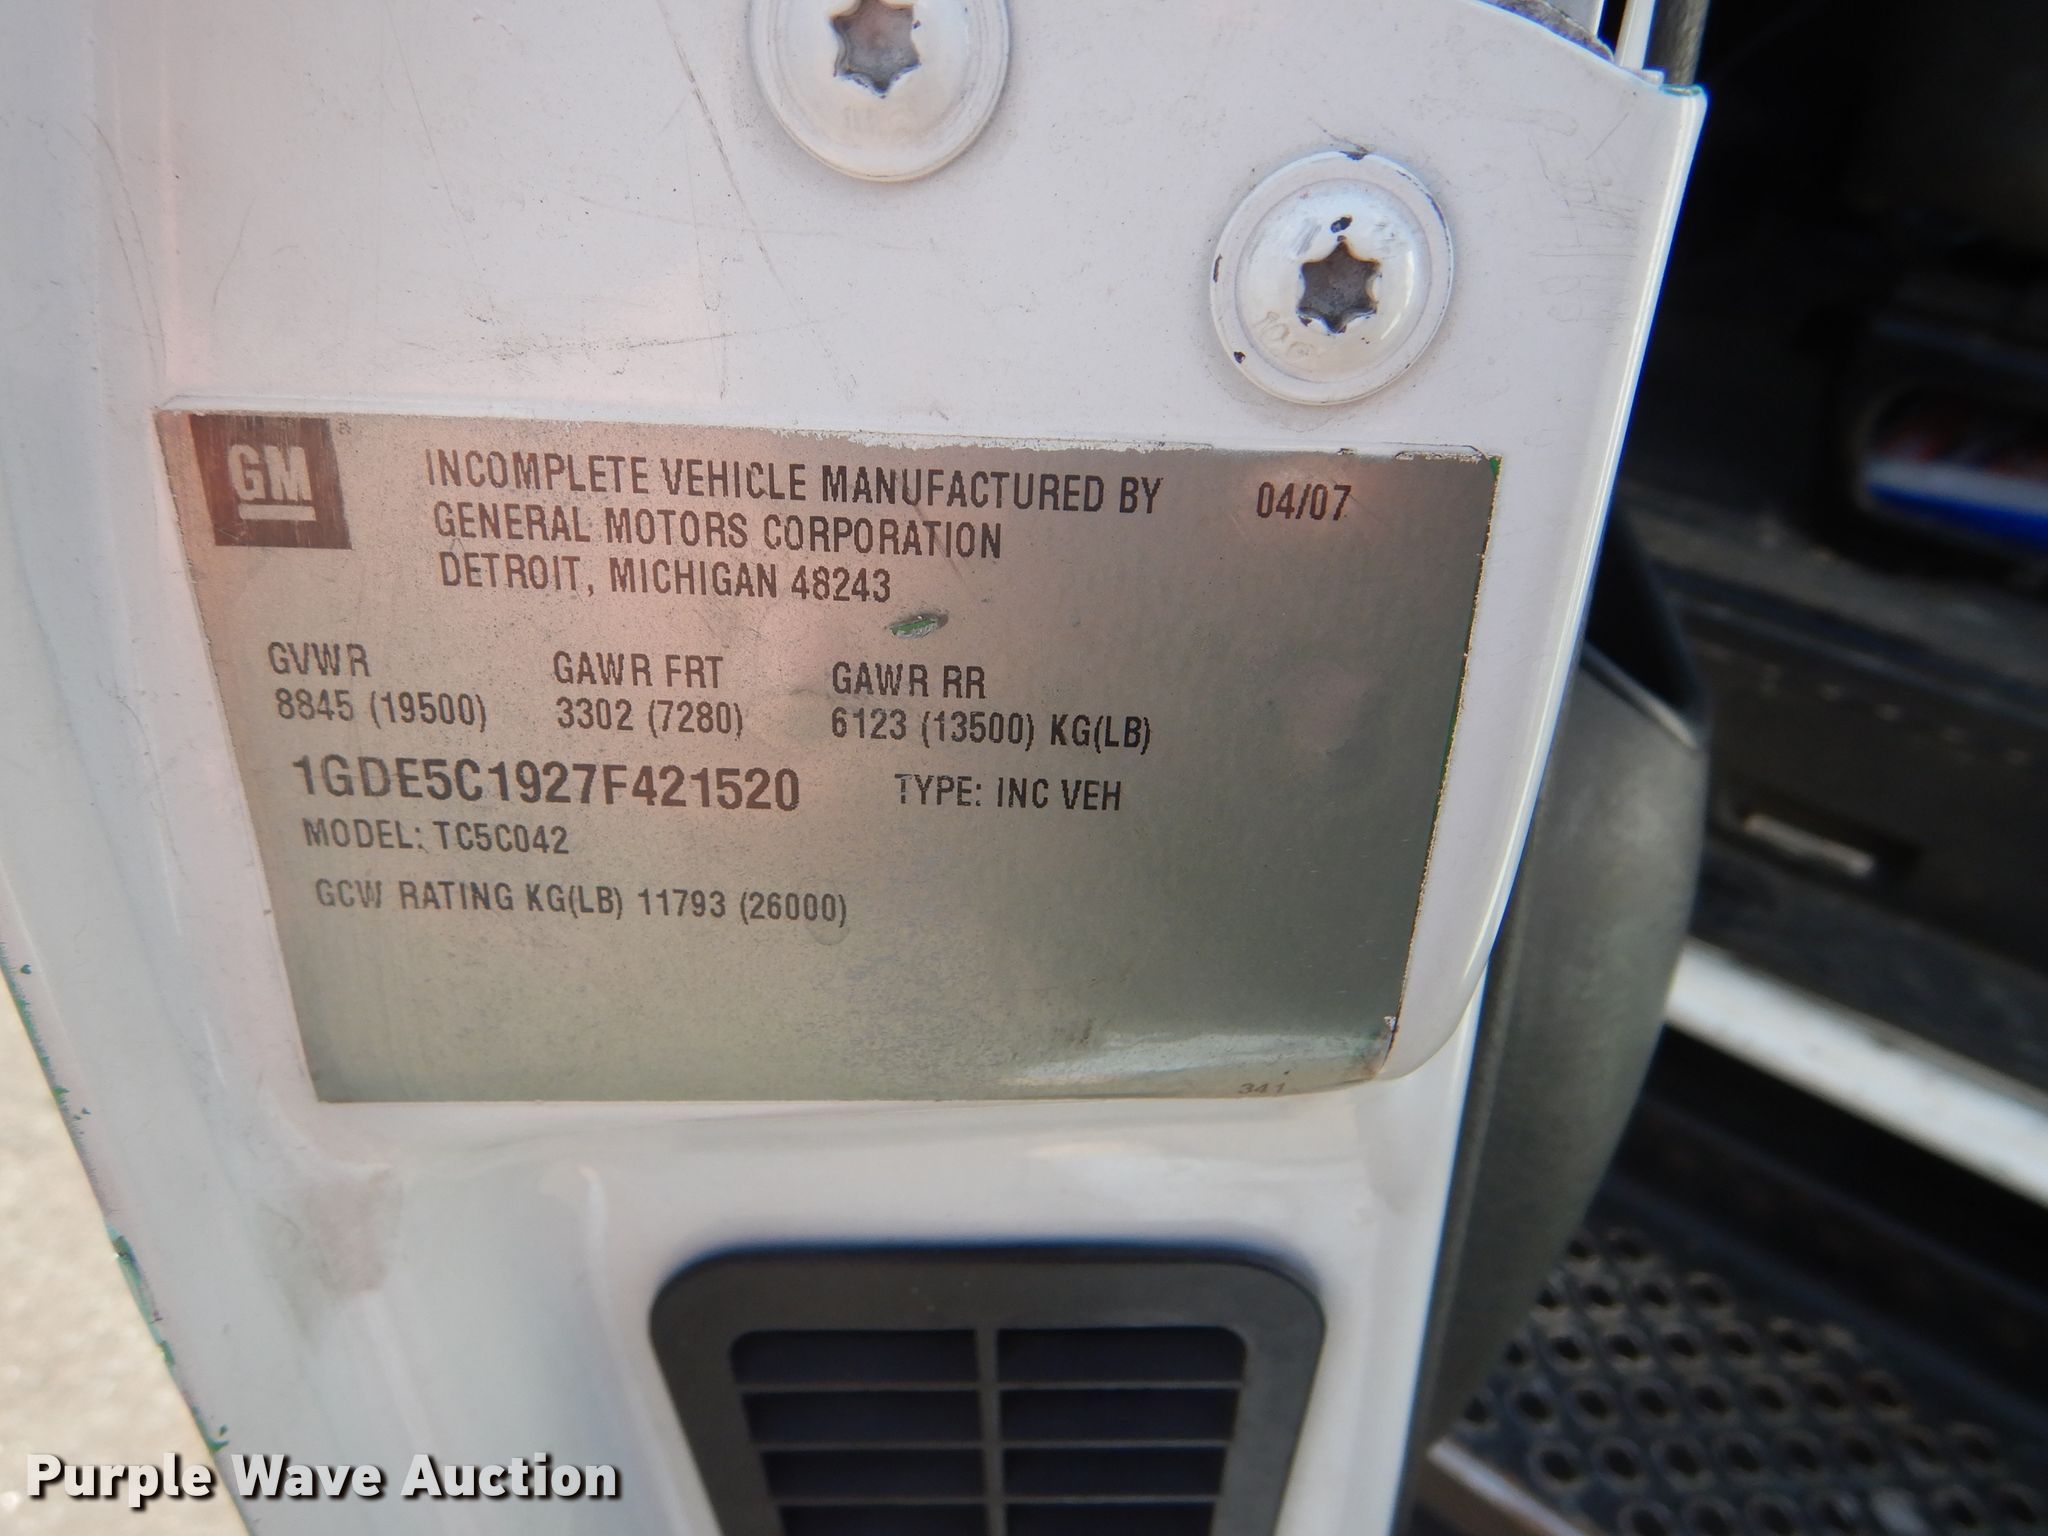 GM ®
INCOMPLETE VEHICLE MANUFACTURED BY 04/07
GENERAL MOTORS CORPORATION
DETROIT, MICHIGAN 48243
GVWR GAWR FRT GAWR RR
8845 (19500) 3302 (7280) 6123 (13500) KG(LB)
1GDE5C1927F421520 TYPE: INC VEH
MODEL: TC5C042
GCW RATING KG(LB) 11793 (26000)
341
Purple Wave Auction